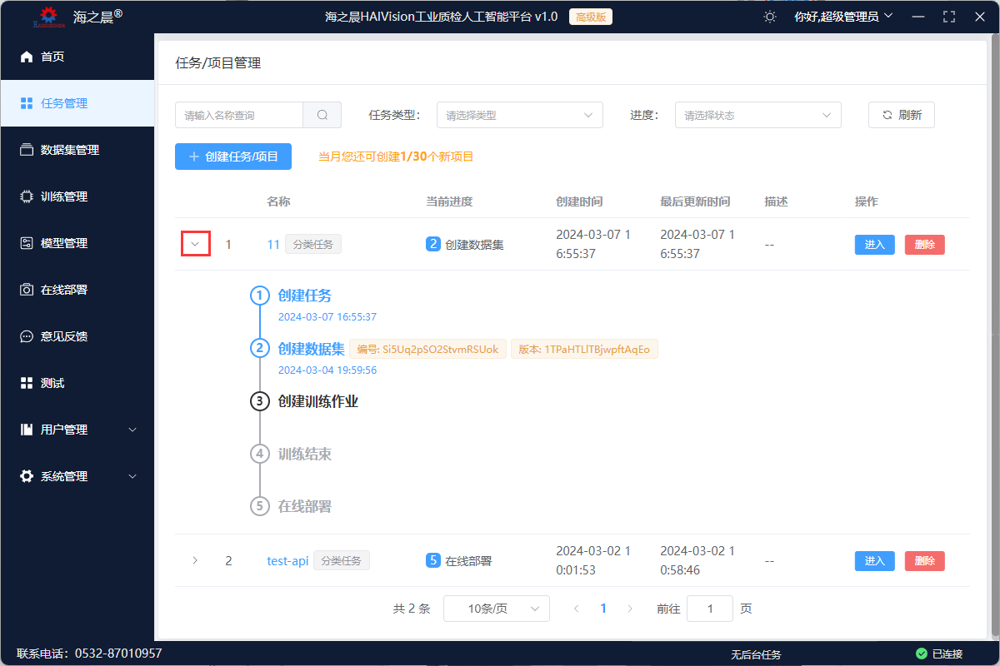 海之晨®
海之晨HAIVision工业质检人工智能平台 v1.0 高级版
你好,超级管理员
首页
任务管理
数据集管理
训练管理
模型管理
在线部署
意见反馈
测试
用户管理
系统管理
任务/项目管理
请输入名称查询 任务类型： 请选择类型 进度： 请选择状态 刷新
创建任务/项目 当月您还可创建1/30个新项目
名称 当前进度 创建时间 最后更新时间 描述 操作
1 11 分类任务 2 创建数据集 2024-03-07 1 2024-03-07 1 -- 进入 删除
6:55:37 6:55:37
1 创建任务
2024-03-07 16:55:37
2 创建数据集 编号: Si5Uq2pSO2StvmRSUok 版本: 1TPaHTLlTBjwpftAqEo
2024-03-04 19:59:56
3 创建训练作业
4 训练结束
5 在线部署
2 test-api 分类任务 5 在线部署 2024-03-02 1 2024-03-02 1 -- 进入 删除
0:01:53 0:58:46
共 2 条 10条/页 1 前往 1 页
联系电话：0532-87010957 无后台任务 已连接